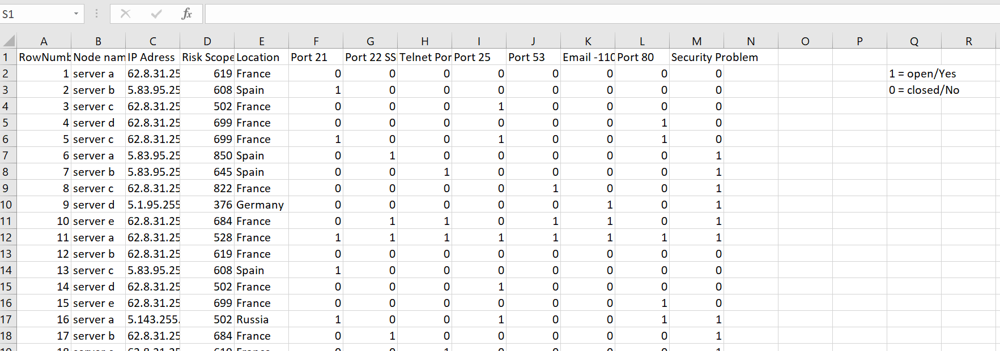 S1 fx
A B C D E F G H I J K L M N O P Q R
1 RowNumb Node nam IP Adress Risk Scope Location Port 21 Port 22 SS Telnet Por Port 25 Port 53 Email -110 Port 80 Security Problem
2 1 server a 62.8.31.25 619 France 0 0 0 0 0 0 0 0 1 = open/Yes
3 2 server b 5.83.95.25 608 Spain 1 0 0 0 0 0 0 0 0 = closed/No
4 3 server c 62.8.31.25 502 France 0 0 0 1 0 0 0 0
5 4 server d 62.8.31.25 699 France 0 0 0 0 0 0 1 0
6 5 server c 62.8.31.25 699 France 1 0 0 1 0 0 1 0
7 6 server a 5.83.95.25 850 Spain 0 1 0 0 0 0 0 1
8 7 server b 5.83.95.25 645 Spain 0 0 1 0 0 0 0 1
9 8 server c 62.8.31.25 822 France 0 0 0 0 1 0 0 1
10 9 server d 5.1.95.255 376 Germany 0 0 0 0 0 1 0 1
11 10 server e 62.8.31.25 684 France 0 1 1 0 1 1 0 1
12 11 server a 62.8.31.25 528 France 1 1 1 1 1 1 1 1
13 12 server b 62.8.31.25 619 France 0 0 0 0 0 0 0 0
14 13 server c 5.83.95.25 608 Spain 1 0 0 0 0 0 0 0
15 14 server d 62.8.31.25 502 France 0 0 0 1 0 0 0 0
16 15 server e 62.8.31.25 699 France 0 0 0 0 0 0 1 0
17 16 server a 5.143.255. 502 Russia 1 0 0 1 0 0 1 1
18 17 server b 62.8.31.25 684 France 0 1 0 0 0 0 0 1